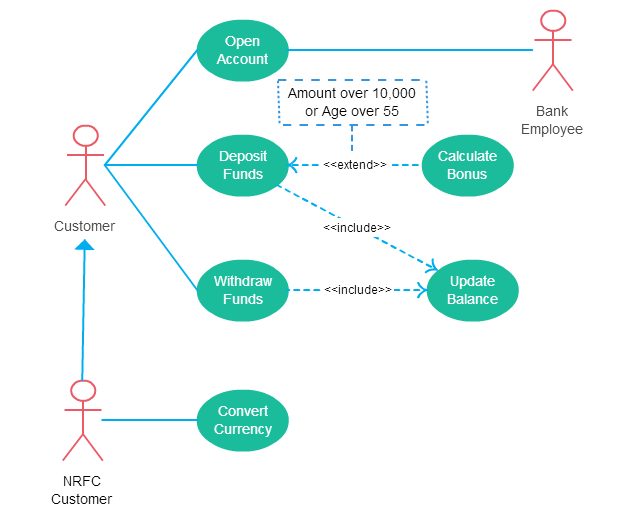 Open
Account
Bank
Employee
Amount over 10,000
or Age over 55
Deposit
Funds
<<extend>>
Calculate
Bonus
Customer
<<include>>
Withdraw
Funds
<<include>>
Update
Balance
Convert
Currency
NRFC
Customer